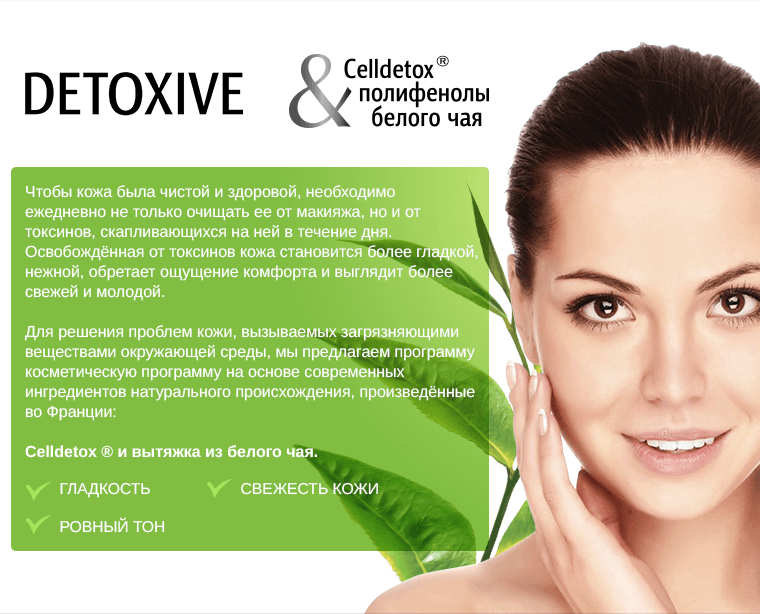 DETOXIVE
& Celldetox®
полифенолы
белого чая
Чтобы кожа была чистой и здоровой, необходимо
ежедневно не только очищать ее от макияжа, но и от
токсинов, скапливающихся на ней в течение дня.
Освобождённая от токсинов кожа становится более гладкой,
нежной, обретает ощущение комфорта и выглядит более
свежей и молодой.
Для решения проблем кожи, вызываемых загрязняющими
веществами окружающей среды, мы предлагаем программу
косметическую программу на основе современных
ингредиентов натурального происхождения, произведённые
во Франции:
Celldetox ® и вытяжка из белого чая.
ГЛАДКОСТЬ СВЕЖЕСТЬ КОЖИ
РОВНЫЙ ТОН